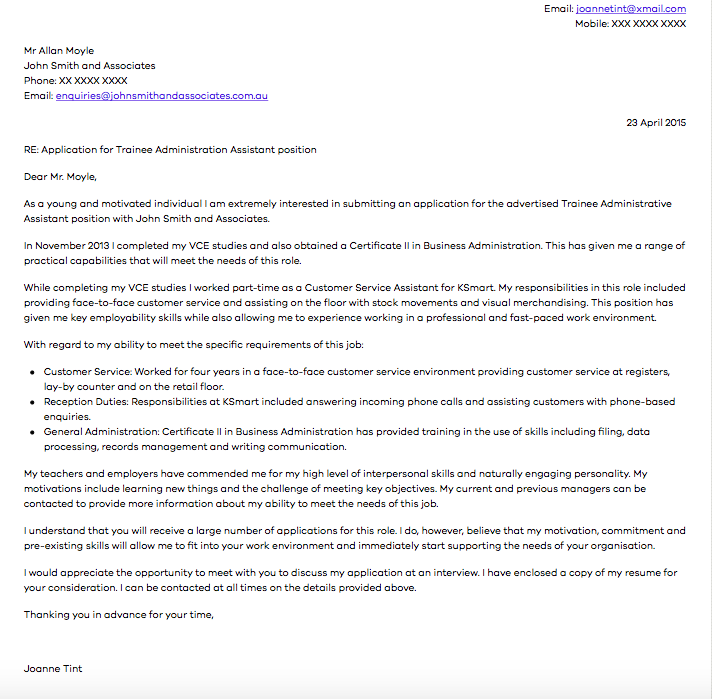 Email: joannetint@xmail.com
Mobile: XXX XXXX XXXX
Mr Allan Moyle
John Smith and Associates
Phone: XX XXXX XXXX
Email: enquiries@johnsmithandassociates.com.au
23 April 2015
RE: Application for Trainee Administration Assistant position
Dear Mr. Moyle,
As a young and motivated individual I am extremely interested in submitting an application for the advertised Trainee Administrative
Assistant position with John Smith and Associates.
In November 2013 I completed my VCE studies and also obtained a Certificate II in Business Administration. This has given me a range of
practical capabilities that will meet the needs of this role.
While completing my VCE studies I worked part-time as a Customer Service Assistant for KSmart. My responsibilities in this role included
providing face-to-face customer service and assisting on the floor with stock movements and visual merchandising. This position has
given me key employability skills while also allowing me to experience working in a professional and fast-paced work environment.
With regard to my ability to meet the specific requirements of this job:
• Customer Service: Worked for four years in a face-to-face customer service environment providing customer service at registers,
lay-by counter and on the retail floor.
• Reception Duties: Responsibilities at KSmart included answering incoming phone calls and assisting customers with phone-based
enquiries.
• General Administration: Certificate II in Business Administration has provided training in the use of skills including filing, data
processing, records management and writing communication.
My teachers and employers have commended me for my high level of interpersonal skills and naturally engaging personality. My
motivations include learning new things and the challenge of meeting key objectives. My current and previous managers can be
contacted to provide more information about my ability to meet the needs of this job.
I understand that you will receive a large number of applications for this role. I do, however, believe that my motivation, commitment and
pre-existing skills will allow me to fit into your work environment and immediately start supporting the needs of your organisation.
I would appreciate the opportunity to meet with you to discuss my application at an interview. I have enclosed a copy of my resume for
your consideration. I can be contacted at all times on the details provided above.
Thanking you in advance for your time,
Joanne Tint